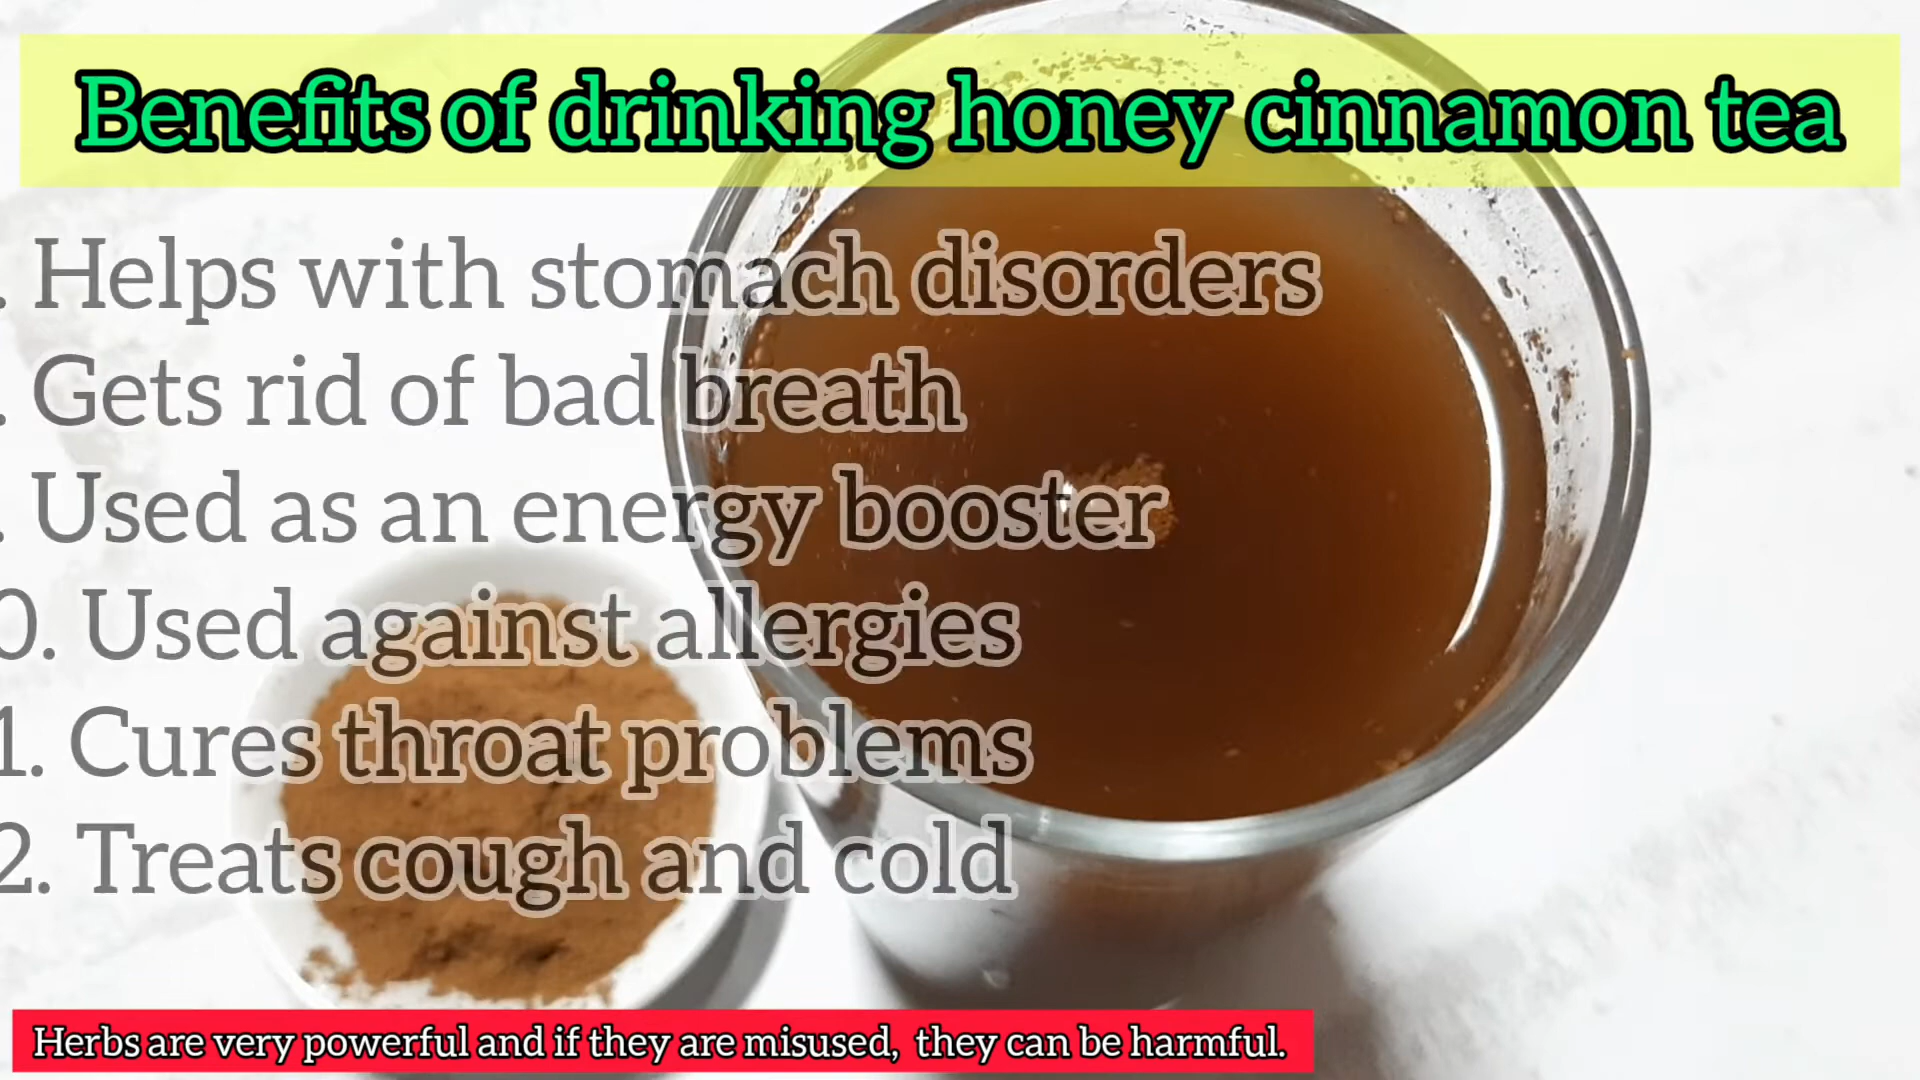 Benefits of drinking honey cinnamon tea
. Helps with stomach disorders
. Gets rid of bad breath
. Used as an energy booster
0. Used against allergies
1. Cures throat problems
2. Treats cough and cold
Herbs are very powerful and if they are misused, they can be harmful.